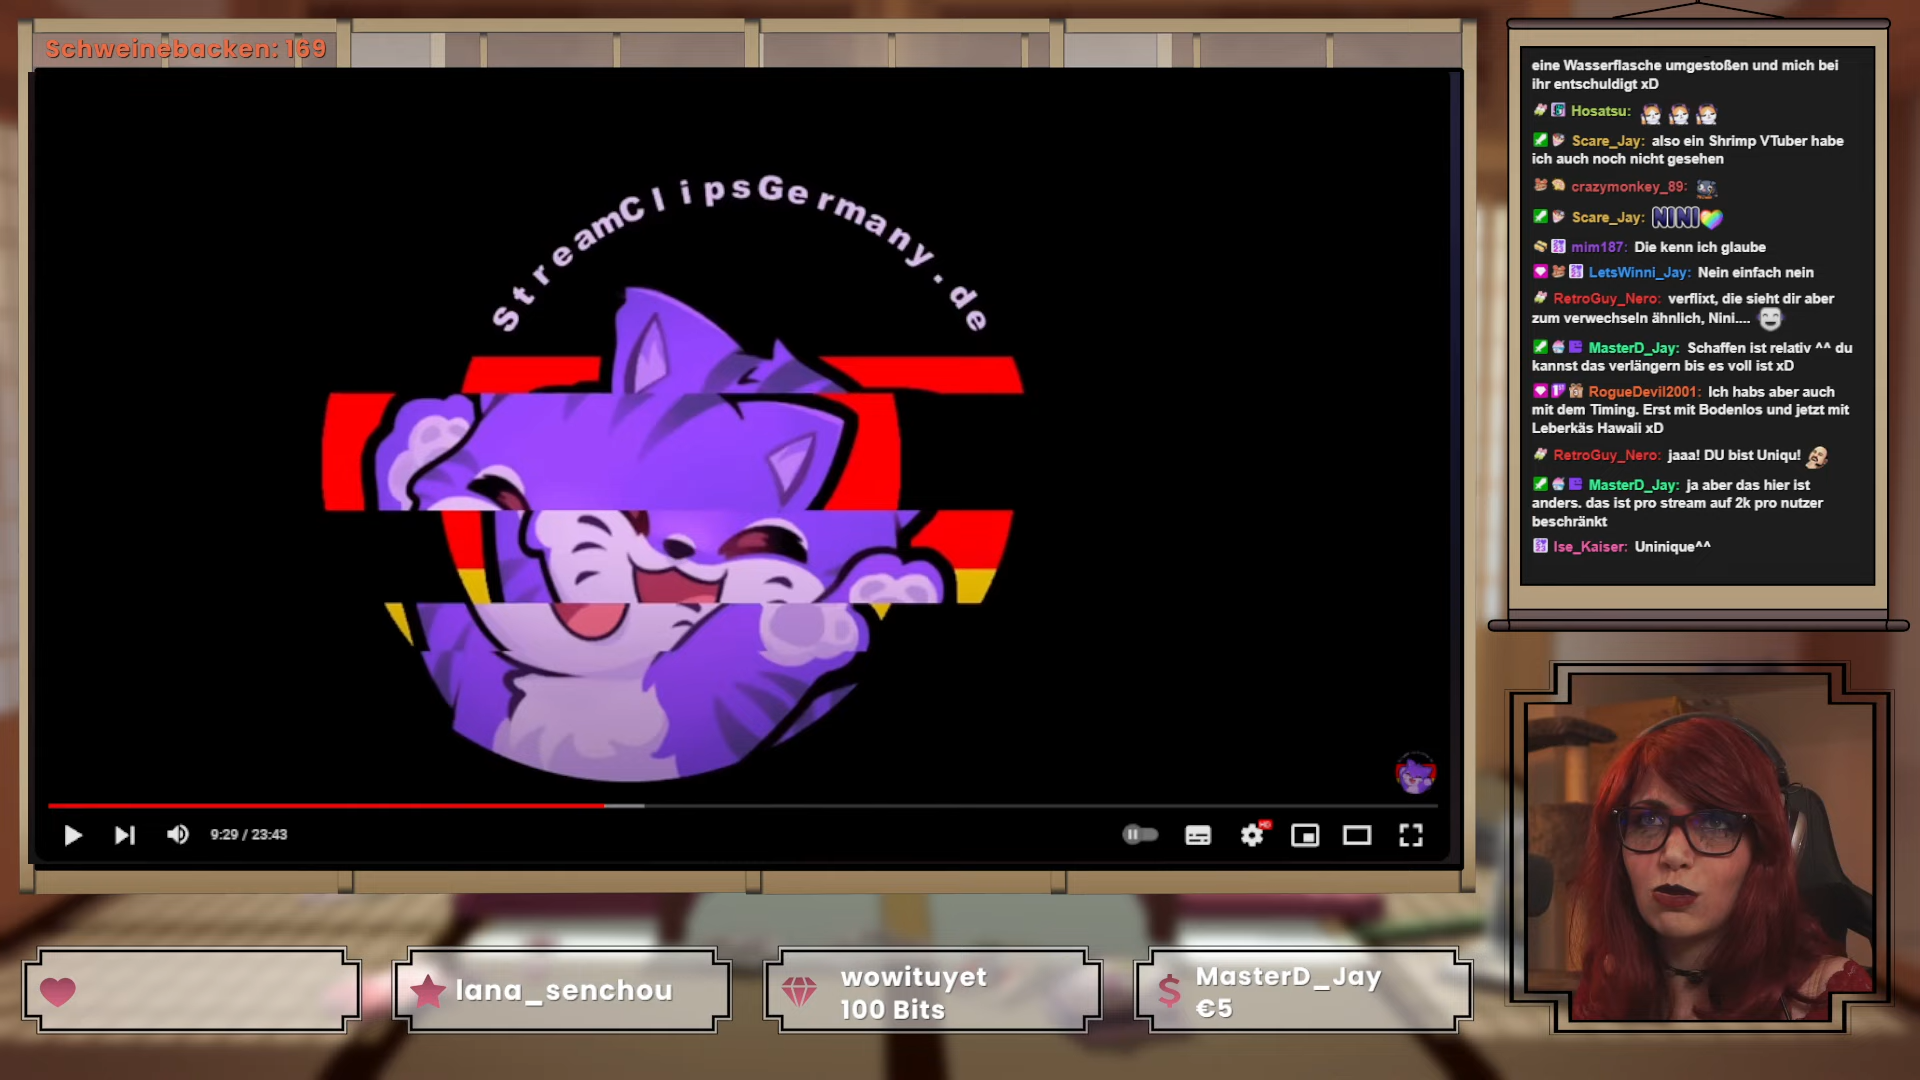 Schweinebacken: 169
StreamClipsGermany.de
9:29 / 23:43
HD
eine Wasserflasche umgestoßen und mich bei
ihr entschuldigt xD
Hosatsu:
Scare_Jay: also ein Shrimp VTuber habe
ich auch noch nicht gesehen
crazymonkey_89:
Scare_Jay: NINI
mim187: Die kenn ich glaube
LetsWinni_Jay: Nein einfach nein
RetroGuy_Nero: verflixt, die sieht dir aber
zum verwechseln ähnlich, Nini....
MasterD_Jay: Schaffen ist relativ ^^ du
kannst das verlängern bis es voll ist xD
RogueDevil2001: Ich habs aber auch
mit dem Timing. Erst mit Bodenlos und jetzt mit
Leberkäs Hawaii xD
RetroGuy_Nero: jaaa! DU bist Uniqu!
MasterD_Jay: ja aber das hier ist
anders. das ist pro stream auf 2k pro nutzer
beschränkt
Ise_Kaiser: Uninique^^
lana_senchou
wowituyet
100 Bits
MasterD_Jay
€5